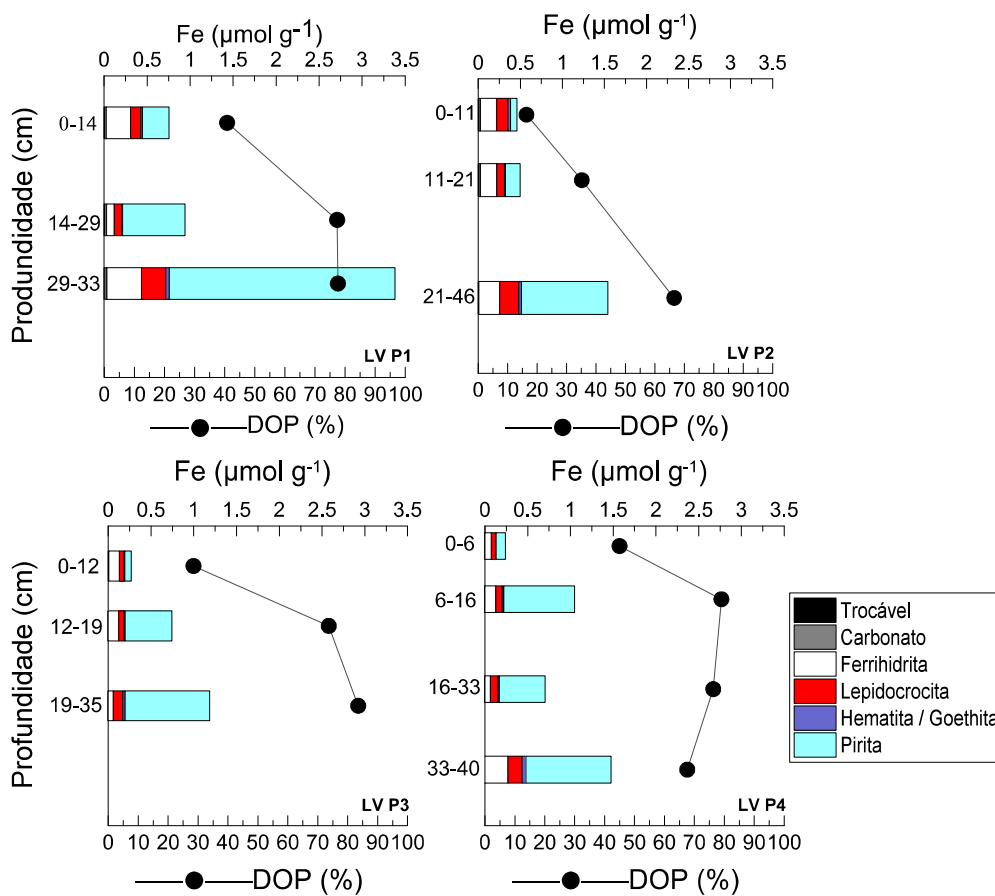 Fe (µmol g-1)
0 0.5 1 1.5 2 2.5 3 3.5
Produndidade (cm)
0-14
14-29
29-33
LV P1
0 10 20 30 40 50 60 70 80 90 100
DOP (%)
Fe (µmol g-1)
0 0.5 1 1.5 2 2.5 3 3.5
0-11
11-21
21-46
LV P2
0 10 20 30 40 50 60 70 80 90 100
DOP (%)
Fe (µmol g-1)
0 0.5 1 1.5 2 2.5 3 3.5
Profundidade (cm)
0-12
12-19
19-35
LV P3
0 10 20 30 40 50 60 70 80 90 100
DOP (%)
Fe (µmol g-1)
0 0.5 1 1.5 2 2.5 3 3.5
0-6
6-16
16-33
33-40
LV P4
0 10 20 30 40 50 60 70 80 90 100
DOP (%)
Trocável
Carbonato
Ferrihidrita
Lepidocrocita
Hematita / Goethita
Pirita